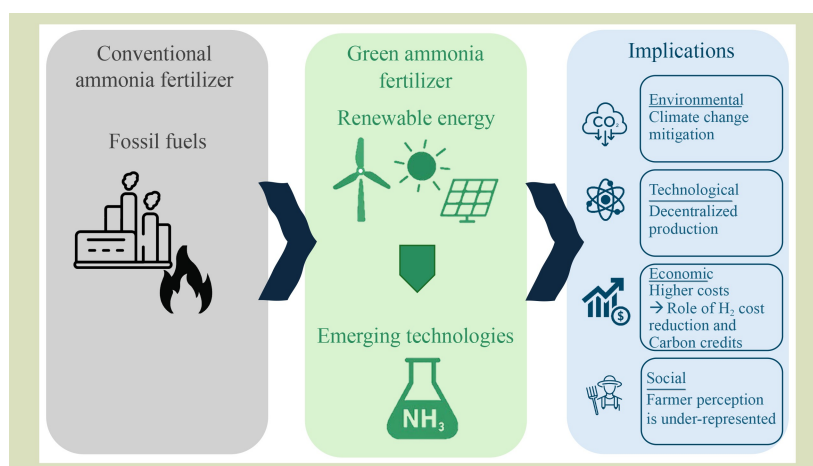 Conventional
ammonia fertilizer
Fossil fuels
Green ammonia
fertilizer
Renewable energy
Emerging technologies
NH₃
Implications
CO₂
Environmental
Climate change
mitigation
Technological
Decentralized
production
$
Economic
Higher costs
→ Role of H₂ cost
reduction and
Carbon credits
Social
Farmer perception
is under-represented